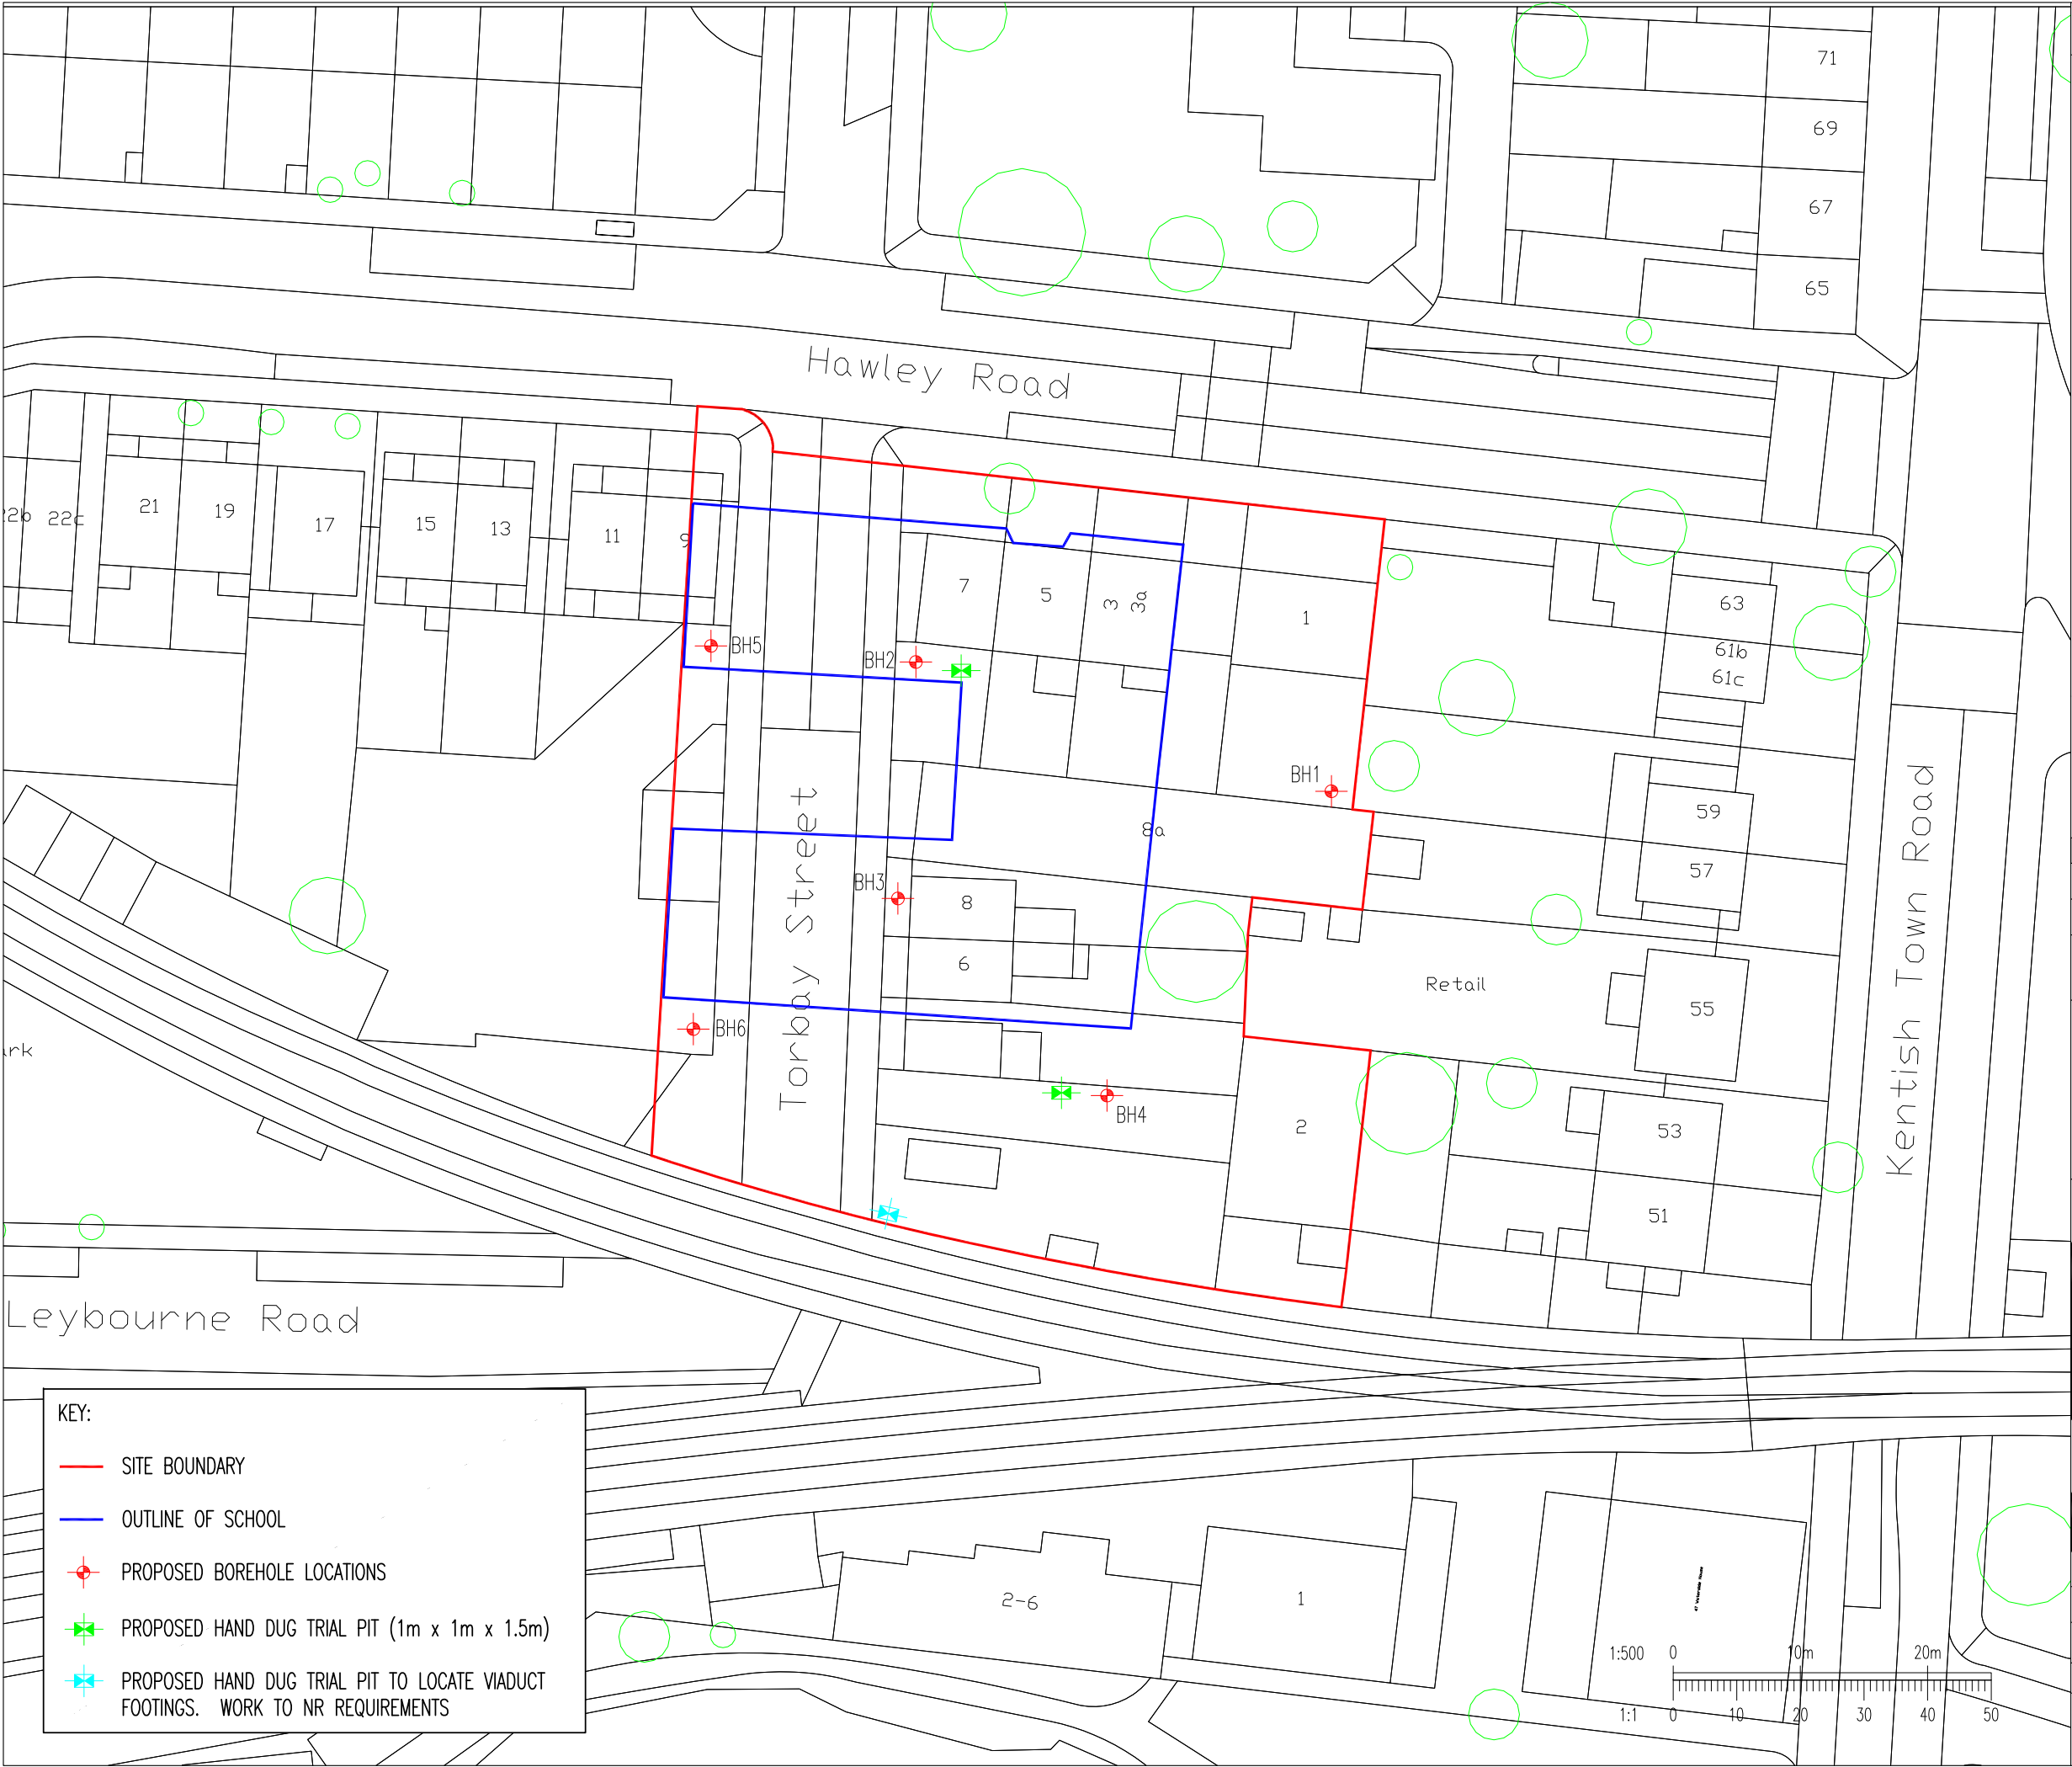 71
69
67
65
Hawley Road
22b
22c
21
19
17
15
13
11
9
7
5
3
3a
1
63
61b
61c
BH5
BH2
BH1
59
57
8a
BH3
8
6
Torbay Street
Kentish Town Road
Retail
55
BH6
ark
BH4
2
53
51
Leybourne Road
KEY:
SITE BOUNDARY
OUTLINE OF SCHOOL
PROPOSED BOREHOLE LOCATIONS
PROPOSED HAND DUG TRIAL PIT (1m x 1m x 1.5m)
PROPOSED HAND DUG TRIAL PIT TO LOCATE VIADUCT
FOOTINGS. WORK TO NR REQUIREMENTS
2-6
1
1:500 0 10m 20m
1:1 0 10 20 30 40 50